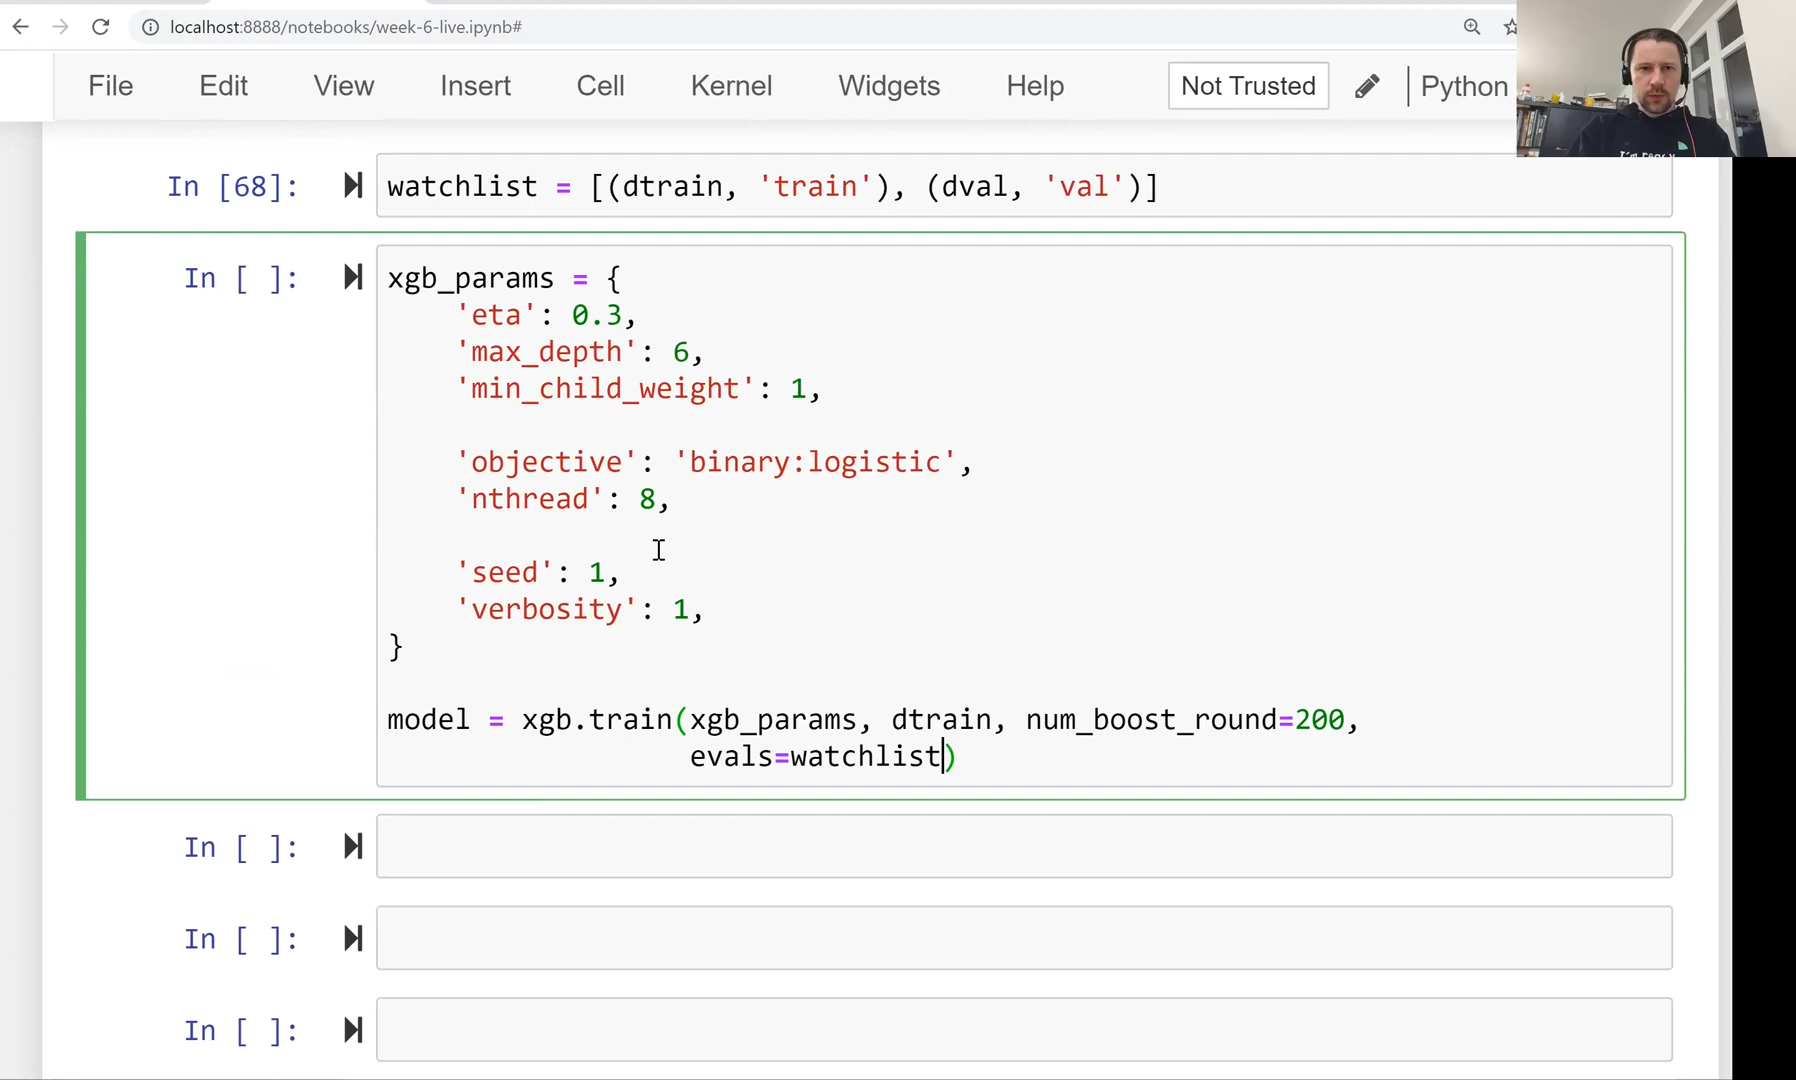 localhost:8888/notebooks/week-6-live.ipynb#
File Edit View Insert Cell Kernel Widgets Help Not Trusted Python
In [68]: watchlist = [(dtrain, 'train'), (dval, 'val')]
In [ ]: xgb_params = {
'eta': 0.3,
'max_depth': 6,
'min_child_weight': 1,
'objective': 'binary:logistic',
'nthread': 8,
'seed': 1,
'verbosity': 1,
}
model = xgb.train(xgb_params, dtrain, num_boost_round=200,
evals=watchlist)
In [ ]:
In [ ]:
In [ ]: